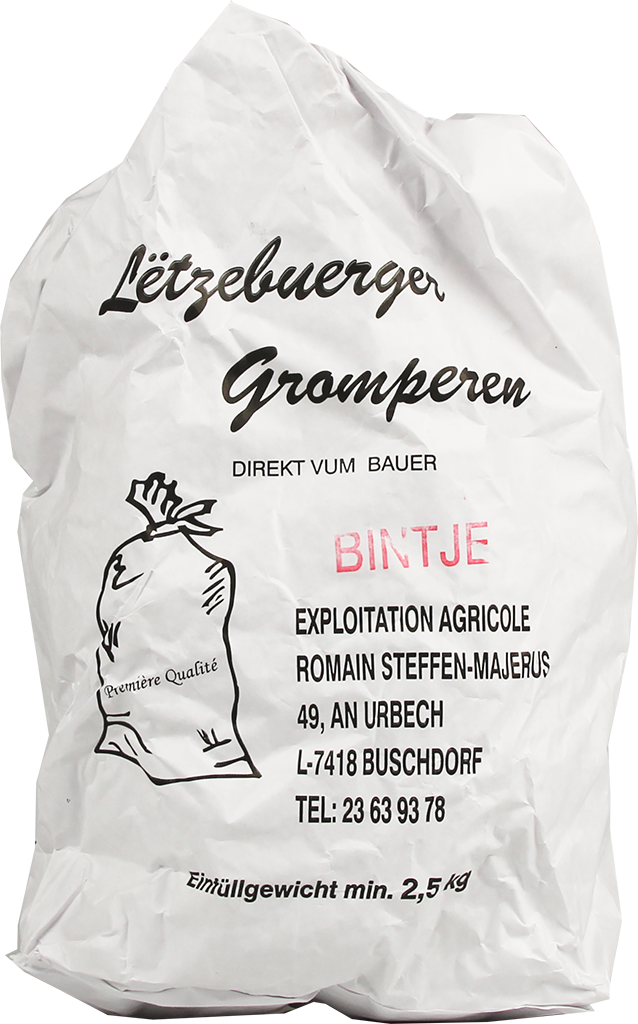 Lëtzebuerger
Gromperen
DIREKT VUM BAUER
BINTJE
Première Qualité
EXPLOITATION AGRICOLE
ROMAIN STEFFEN-MAJERUS
49, AN URBECH
L-7418 BUSCHDORF
TEL: 23 63 93 78
Einfüllgewicht min. 2,5 kg